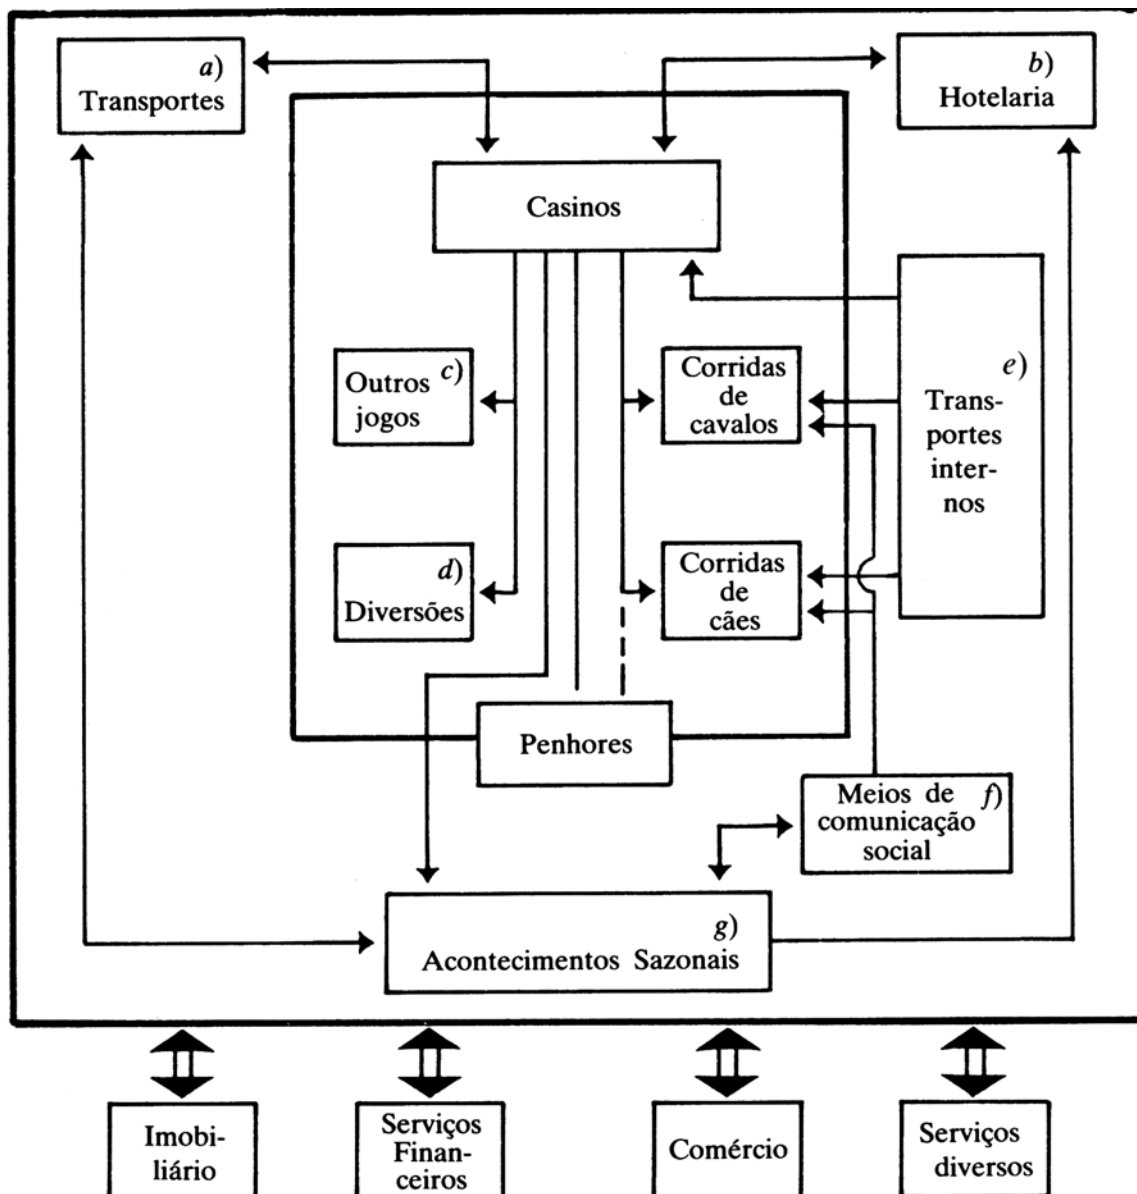 a)
Transportes
b)
Hotelaria
Casinos
Outros c)
jogos
Corridas
de
cavalos
e)
Trans-
portes
inter-
nos
d)
Diversões
Corridas
de
cães
Penhores
Meios de f)
comunicação
social
g)
Acontecimentos Sazonais
Imobi-
liário
Serviços
Finan-
ceiros
Comércio
Serviços
diversos